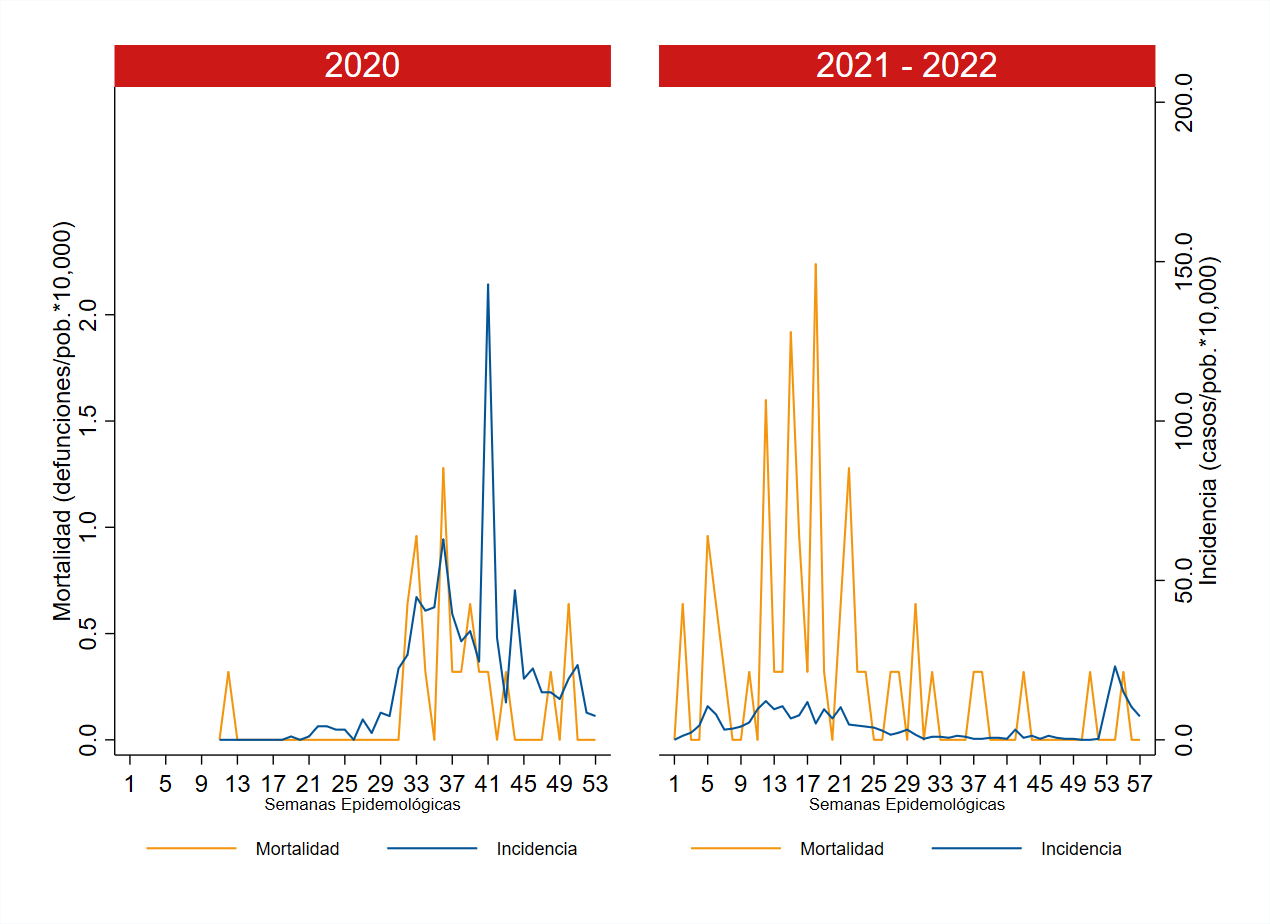 2020
2021 - 2022
Mortalidad (defunciones/pob.*10,000)
0.0 0.5 1.0 1.5 2.0
Incidencia (casos/pob.*10,000)
0.0 50.0 100.0 150.0 200.0
1 5 9 13 17 21 25 29 33 37 41 45 49 53
Semanas Epidemológicas
1 5 9 13 17 21 25 29 33 37 41 45 49 53 57
Semanas Epidemológicas
Mortalidad Incidencia
Mortalidad Incidencia